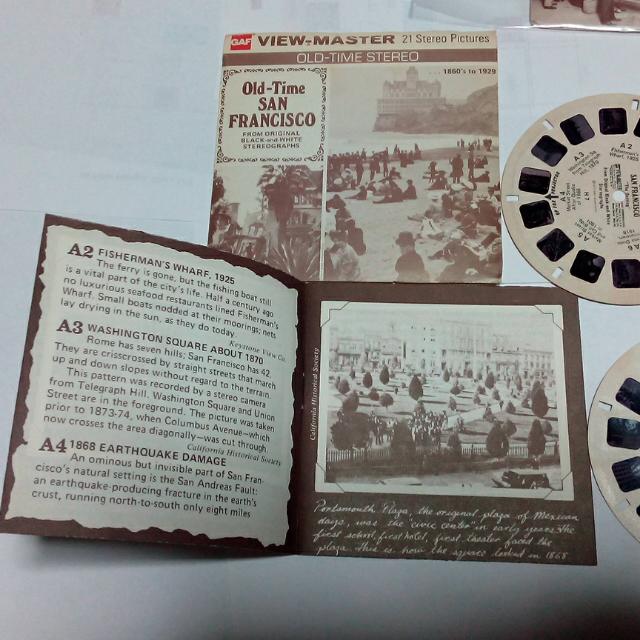 GAF VIEW-MASTER 21 Stereo Pictures
OLD-TIME STEREO
1860's to 1929
Old-Time
SAN
FRANCISCO
FROM ORIGINAL
BLACK-and-WHITE
STEREOGRAPHS
A2 FISHERMAN'S WHARF, 1925
The ferry is gone, but the fishing boat still
is a vital part of the city's life. Half a century ago
no luxurious seafood restaurants lined Fisherman's
Wharf. Small boats nodded at their moorings; nets
lay drying in the sun, as they do today.
Keystone View Co.
A3 WASHINGTON SQUARE ABOUT 1870
Rome has seven hills; San Francisco has 42.
They are crisscrossed by straight streets that march
up and down slopes without regard to the terrain.
This pattern was recorded by a stereo camera
from Telegraph Hill. Washington Square and Union
Street are in the foreground. The picture was taken
prior to 1873-74, when Columbus Avenue—which
now crosses the area diagonally—was cut through.
California Historical Society
A4 1868 EARTHQUAKE DAMAGE
An ominous but invisible part of San Fran-
cisco's natural setting is the San Andreas Fault:
an earthquake-producing fracture in the earth's
crust, running north-to-south only eight miles
California Historical Society
Portsmouth Plaza, the original plaza of Mexican
days, was the "civic center" in early years. The
first school, first hotel, first theater faced the
plaza. This is how the square looked in 1865.
A2
Fisherman's
Wharf, 1925
A3
SAN
FRANCISCO
A4